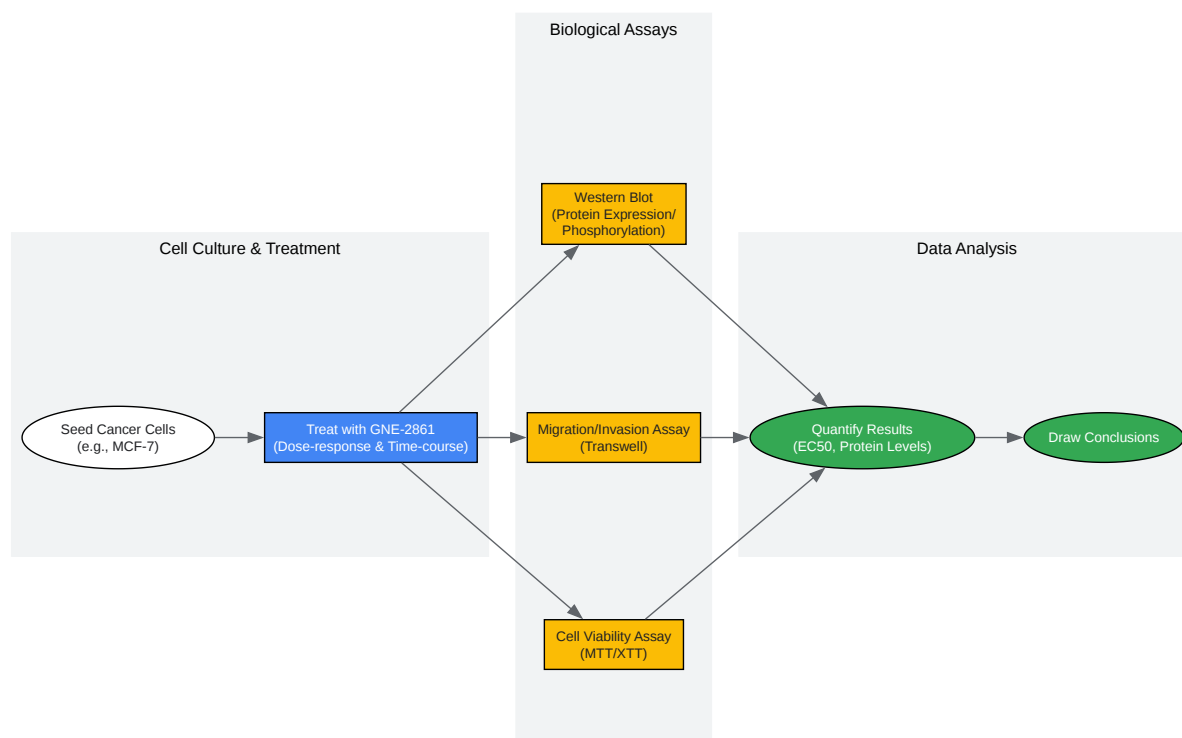 Biological Assays
Western Blot
(Protein Expression/
Phosphorylation)
Cell Culture & Treatment
Data Analysis
Seed Cancer Cells
(e.g., MCF-7)
Treat with GNE-2861
(Dose-response & Time-course)
Migration/Invasion Assay
(Transwell)
Quantify Results
(EC50, Protein Levels)
Draw Conclusions
Cell Viability Assay
(MTT/XTT)